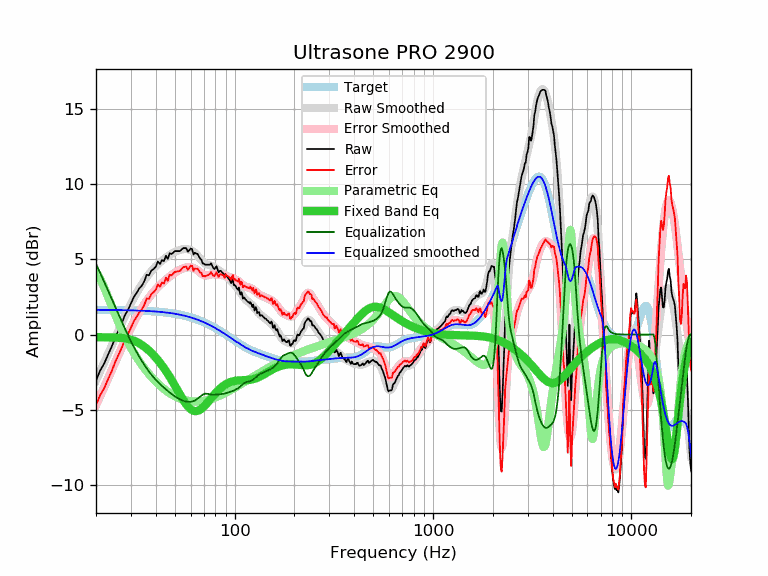 Ultrasone PRO 2900
Target
Raw Smoothed
Error Smoothed
Raw
Error
Parametric Eq
Fixed Band Eq
Equalization
Equalized smoothed
15
10
5
0
−5
−10
Amplitude (dBr)
100 1000 10000
Frequency (Hz)